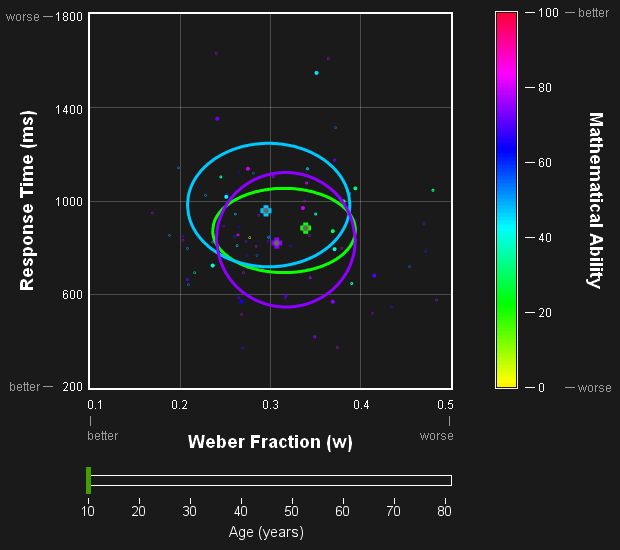 worse
1800
1400
1000
600
200
better
Response Time (ms)
0.1 0.2 0.3 0.4 0.5
better
worse
Weber Fraction (w)
10 20 30 40 50 60 70 80
Age (years)
100
better
80
60
40
20
0
worse
Mathematical Ability